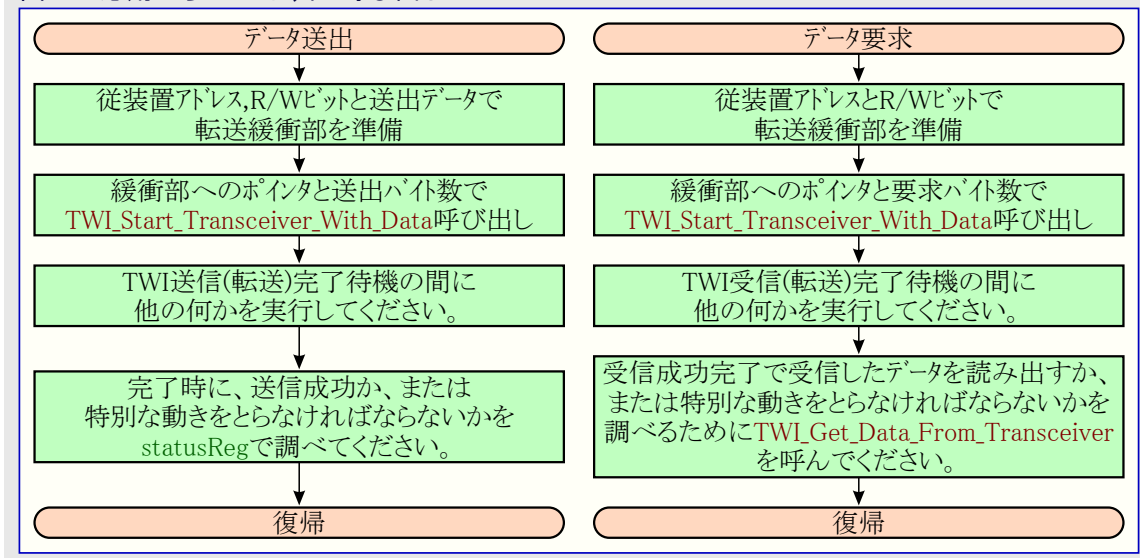 データ送出
従装置アドレス,R/Wビットと送出データで
転送緩衝部を準備
緩衝部へのポインタと送出バイト数で
TWI_Start_Transceiver_With_Data呼び出し
TWI送信(転送)完了待機の間に
他の何かを実行してください。
完了時に、送信成功か、または
特別な動きをとらなければならないかを
statusRegで調べてください。
復帰
データ要求
従装置アドレスとR/Wビットで
転送緩衝部を準備
緩衝部へのポインタと要求バイト数で
TWI_Start_Transceiver_With_Data呼び出し
TWI受信(転送)完了待機の間に
他の何かを実行してください。
受信成功完了で受信したデータを読み出すか、
または特別な動きをとらなければならないかを
調べるためにTWI_Get_Data_From_Transceiver
を呼んでください。
復帰